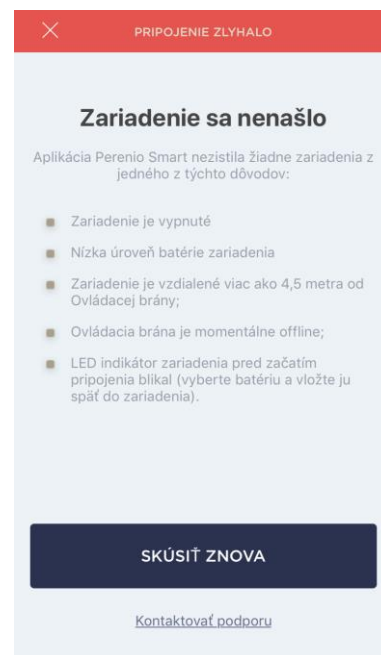 PRIPOJENIE ZLYHALO
Zariadenie sa nenašlo
Aplikácia Perenio Smart nezistila žiadne zariadenia z
jedného z týchto dôvodov:
Zariadenie je vypnuté
Nízka úroveň batérie zariadenia
Zariadenie je vzdialené viac ako 4,5 metra od
Ovládacej brány;
Ovládacia brána je momentálne offline;
LED indikátor zariadenia pred začatím
pripojenia blikal (vyberte batériu a vložte ju
späť do zariadenia).
SKÚSIŤ ZNOVA
Kontaktovať podporu